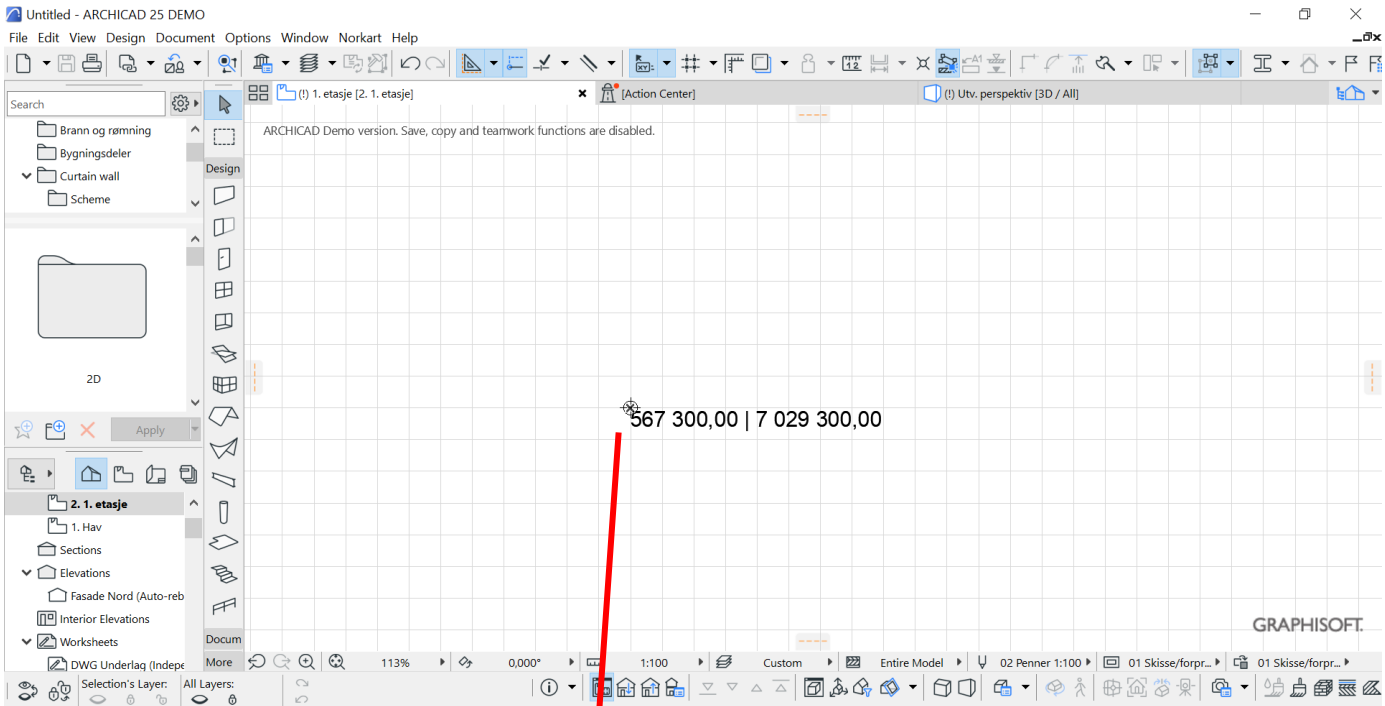 Untitled - ARCHICAD 25 DEMO
File Edit View Design Document Options Window Norkart Help
Search
(!) 1. etasje [2. 1. etasje]
[Action Center]
(!) Utv. perspektiv [3D / All]
ARCHICAD Demo version. Save, copy and teamwork functions are disabled.
Brann og rømning
Bygningsdeler
Curtain wall
Scheme
Design
2D
Apply
567 300,00 | 7 029 300,00
2. 1. etasje
1. Hav
Sections
Elevations
Fasade Nord (Auto-reb
Interior Elevations
Worksheets
DWG Underlag (Indepe
Docum
More
GRAPHISOFT.
113%
0,000°
1:100
Custom
Entire Model
02 Penner 1:100
01 Skisse/forpr...
01 Skisse/forpr...
Selection's Layer:
All Layers: